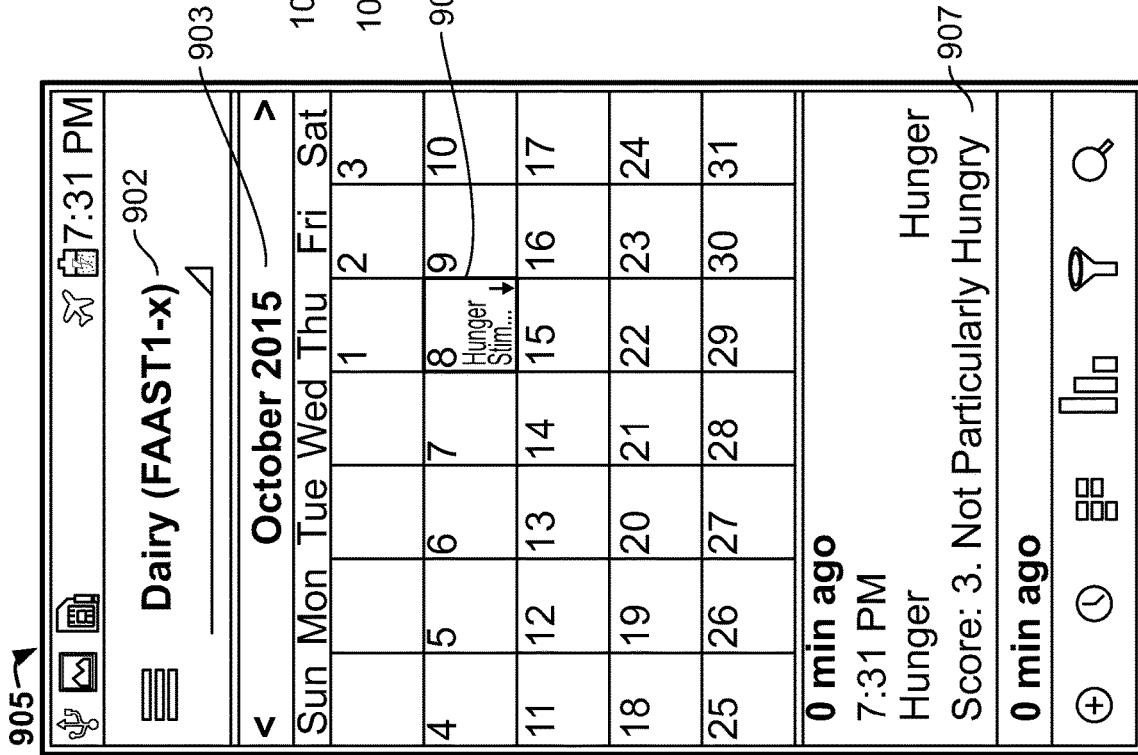 905
7:31 PM
Dairy (FAAST1-x) 902
< October 2015 > 903
Sun Mon Tue Wed Thu Fri Sat
1 2 3
4 5 6 7 8 9 10
Hunger
Stim...
11 12 13 14 15 16 17
18 19 20 21 22 23 24
25 26 27 28 29 30 31
0 min ago
7:31 PM
Hunger Hunger
Score: 3. Not Particularly Hungry 907
0 min ago